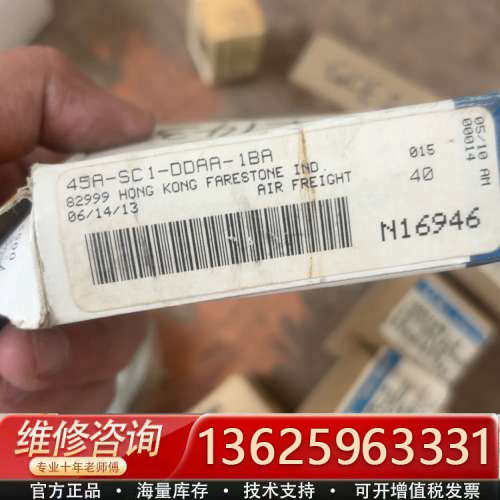 45A-SC1-DDAA-1BA
82999 HONG KONG FARESTONE IND.
06/14/13
AIR FREIGHT
015
40
05/10 AM
00014
N16946
维修咨询
专业十年老师傅
13625963331
官方正品 · 海量库存 · 技术支持 · 可开增值税发票